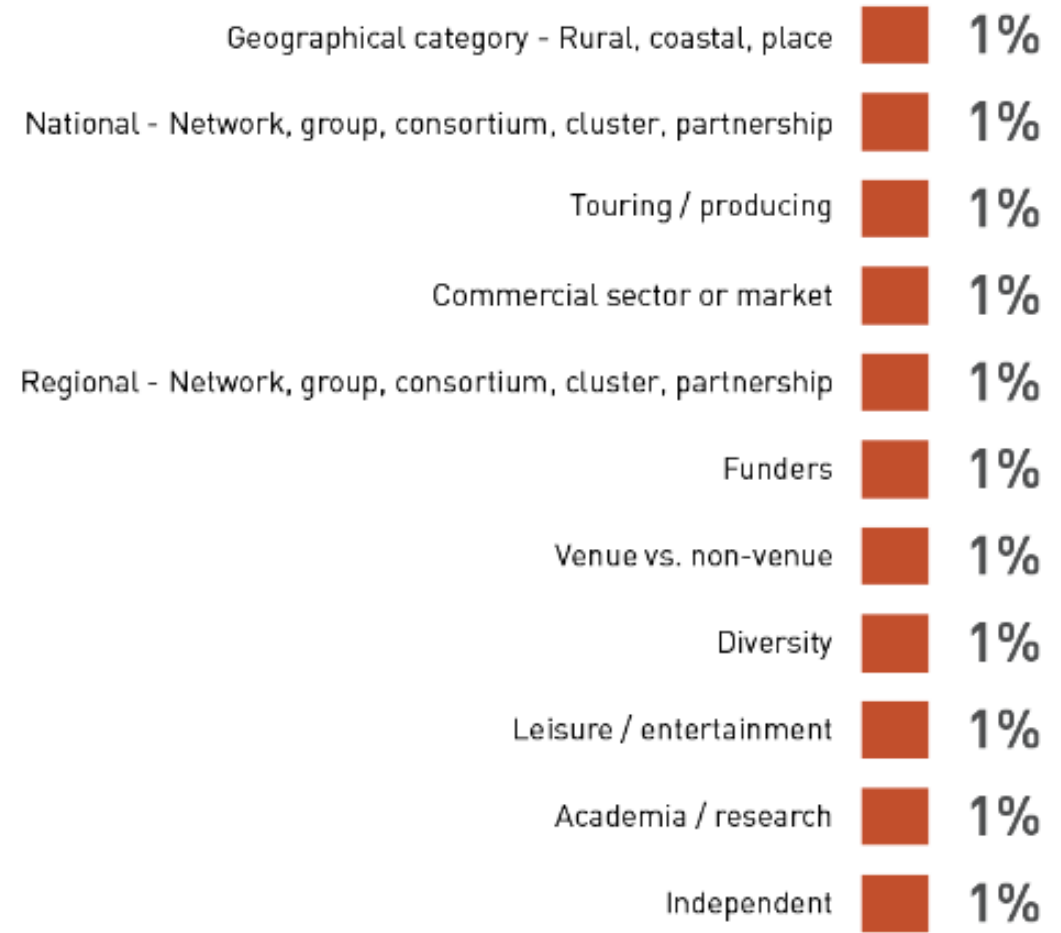 Geographical category - Rural, coastal, place 1%
National - Network, group, consortium, cluster, partnership 1%
Touring / producing 1%
Commercial sector or market 1%
Regional - Network, group, consortium, cluster, partnership 1%
Funders 1%
Venue vs. non-venue 1%
Diversity 1%
Leisure / entertainment 1%
Academia / research 1%
Independent 1%